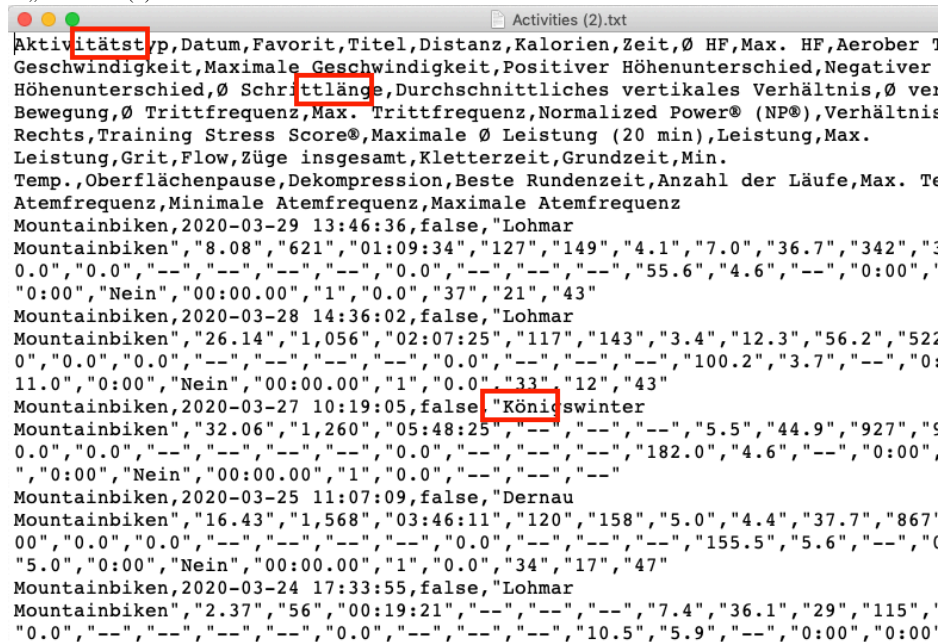 Activities (2).txt
Aktivitätstyp,Datum,Favorit,Titel,Distanz,Kalorien,Zeit,Ø HF,Max. HF,Aerober
Geschwindigkeit,Maximale Geschwindigkeit,Positiver Höhenunterschied,Negativer
Höhenunterschied,Ø Schrittlänge,Durchschnittliches vertikales Verhältnis,Ø
Bewegung,Ø Trittfrequenz,Max. Trittfrequenz,Normalized Power® (NP®),
Rechts,Training Stress Score®,Maximale Ø Leistung (20 min),Leistung,Max.
Leistung,Grit,Flow,Züge insgesamt,Kletterzeit,Grundzeit,Min.
Temp.,Oberflächenpause,Dekompression,Beste Rundenzeit,Anzahl der Läufe,Max.
Atemfrequenz,Minimale Atemfrequenz,Maximale Atemfrequenz
Mountainbiken,2020-03-29 13:46:36,false,"Lohmar
Mountainbiken","8.08","621","01:09:34","127","149","4.1","7.0","36.7","342","3
0.0","0.0","--","--","--","--","0.0","--","--","--","55.6","4.6","--","0:00","
"0:00","Nein","00:00.00","1","0.0","37","21","43"
Mountainbiken,2020-03-28 14:36:02,false,"Lohmar
Mountainbiken","26.14","1,056","02:07:25","117","143","3.4","12.3","56.2","522
0","0.0","0.0","--","--","--","--","0.0","--","--","--","100.2","3.7","--","0:
11.0","0:00","Nein","00:00.00","1","0.0","33","12","43"
Mountainbiken,2020-03-27 10:19:05,false,"Königswinter
Mountainbiken","32.06","1,260","05:48:25","--","--","--","5.5","44.9","927","9
0.0","0.0","--","--","--","--","0.0","--","--","--","182.0","4.6","--","0:00",
","0:00","Nein","00:00.00","1","0.0","--","--","--"
Mountainbiken,2020-03-25 11:07:09,false,"Dernau
Mountainbiken","16.43","1,568","03:46:11","120","158","5.0","4.4","37.7","867"
00","0.0","0.0","--","--","--","--","0.0","--","--","--","155.5","5.6","--","0
"5.0","0:00","Nein","00:00.00","1","0.0","34","17","47"
Mountainbiken,2020-03-24 17:33:55,false,"Lohmar
Mountainbiken","2.37","56","00:19:21","--","--","--","7.4","36.1","29","115","
"0.0","--","--","--","--","0.0","--","--","--","10.5","5.9","--","0:00","0:00"